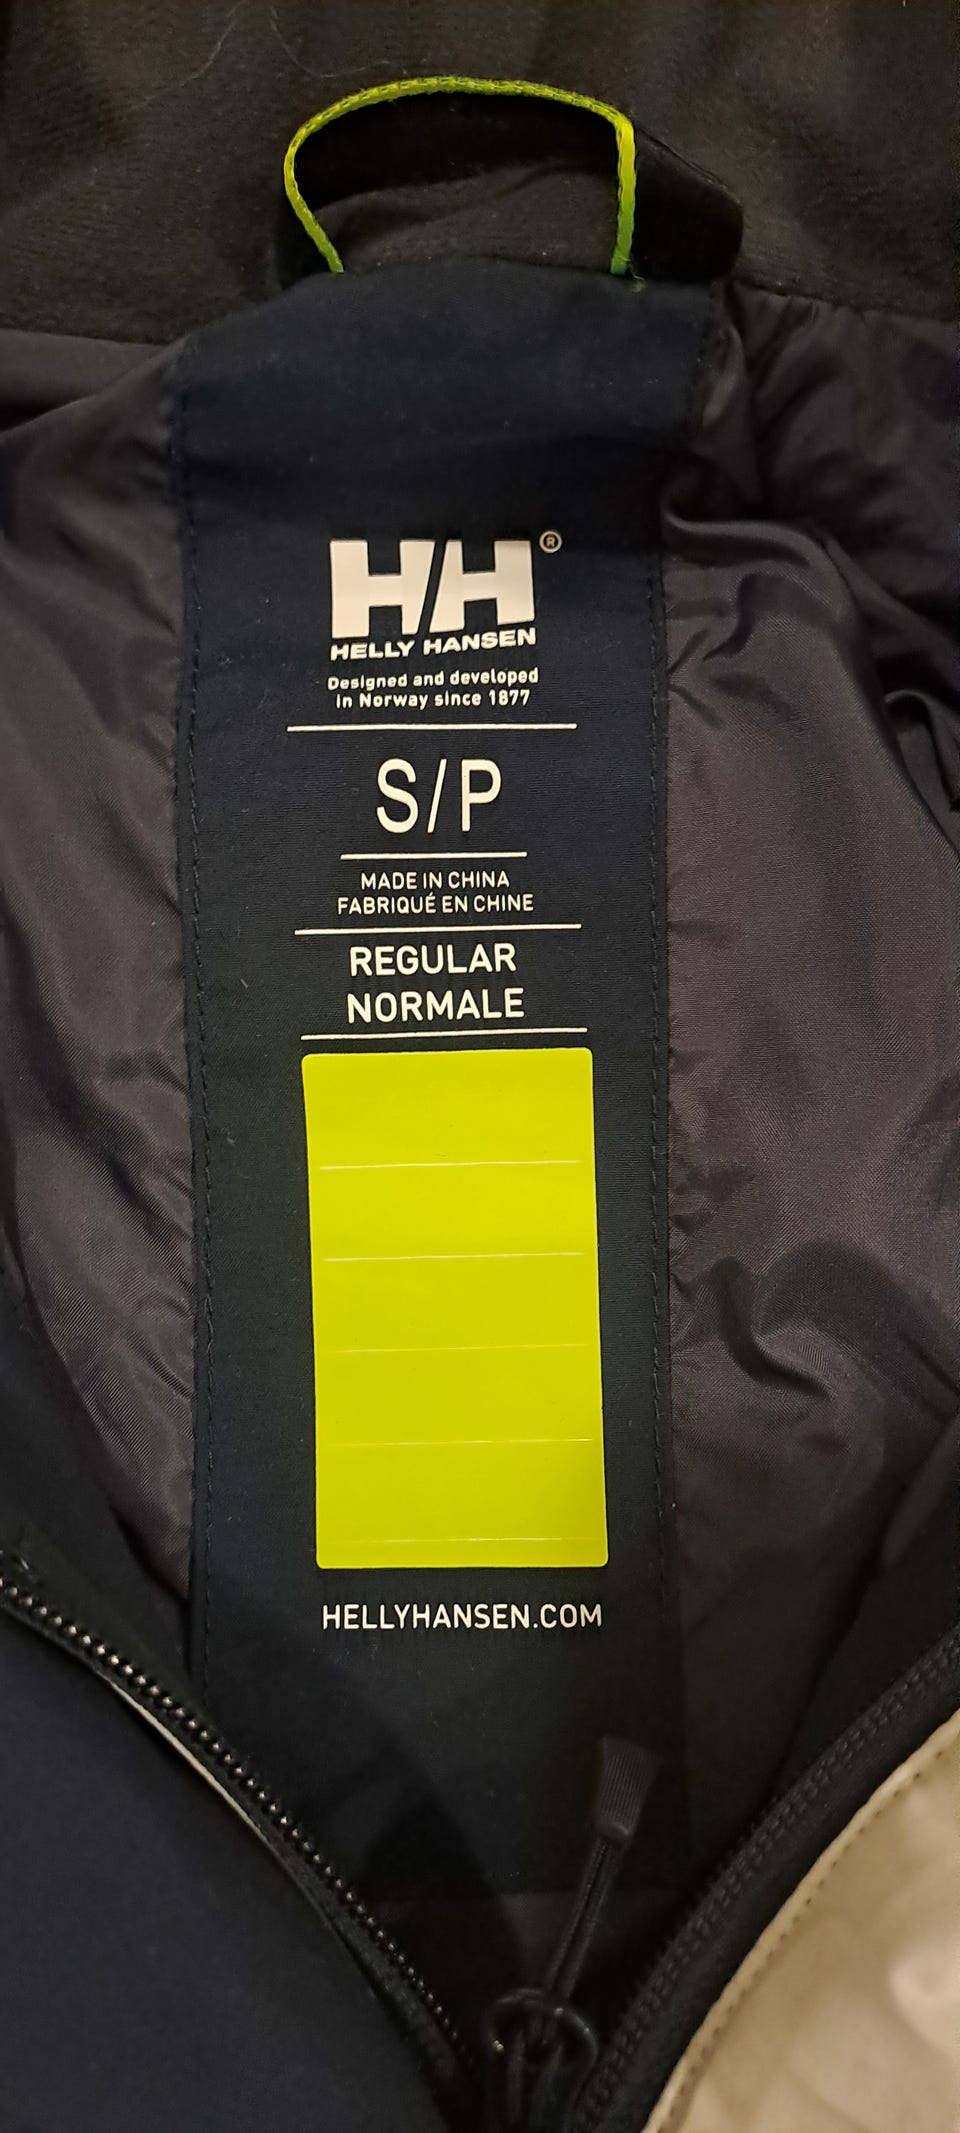 HH®
HELLY HANSEN
Designed and developed
in Norway since 1877
S/P
MADE IN CHINA
FABRIQUÉ EN CHINE
REGULAR
NORMALE
HELLYHANSEN.COM